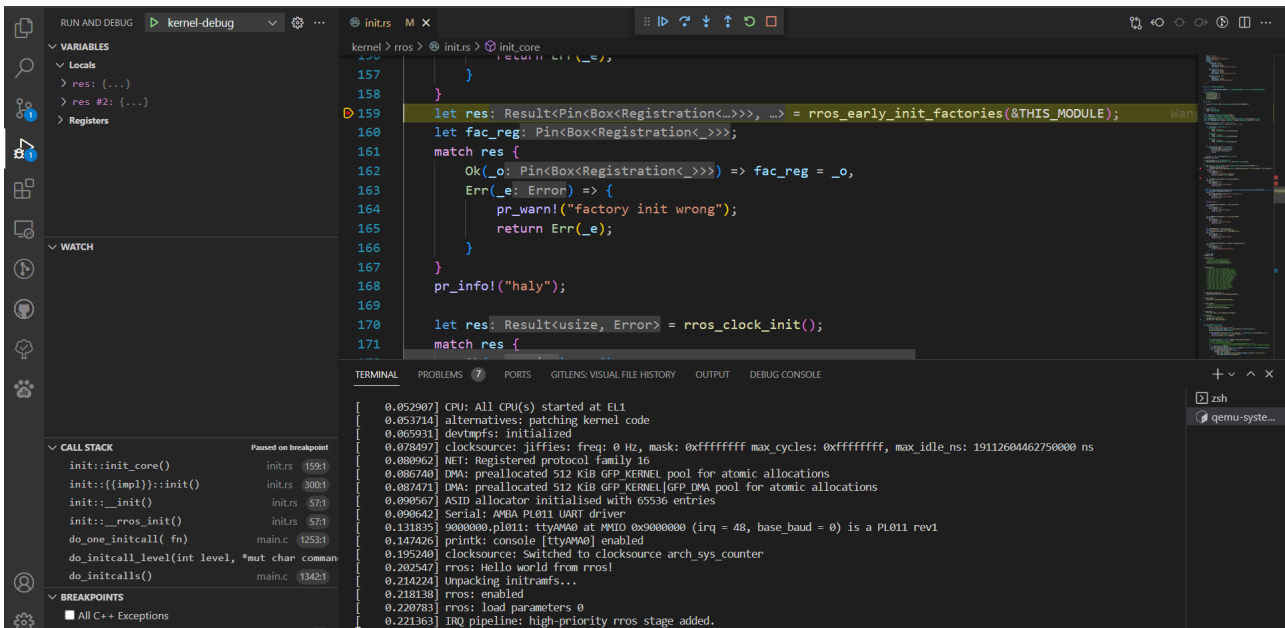 RUN AND DEBUG kernel-debug
init.rs M
VARIABLES
Locals
res: {...}
res #2: {...}
Registers
WATCH
CALL STACK Paused on breakpoint
init::init_core() init.rs 159:1
init::{{impl}}::init() init.rs 300:1
init::__init() init.rs 57:1
init::__rros_init() init.rs 57:1
do_one_initcall( fn) main.c 1253:1
do_initcall_level(int level, *mut char comman
do_initcalls() main.c 1342:1
BREAKPOINTS
All C++ Exceptions
1
1
kernel > rros > init.rs > init_core
156 return Err(_e);
157 }
158 }
159 let res: Result<Pin<Box<Registration<…>>>, …> = rros_early_init_factories(&THIS_MODULE); Wan
160 let fac_reg: Pin<Box<Registration<_>>>;
161 match res {
162 Ok(_o: Pin<Box<Registration<_>>>) => fac_reg = _o,
163 Err(_e: Error) => {
164 pr_warn!("factory init wrong");
165 return Err(_e);
166 }
167 }
168 pr_info!("haly");
169
170 let res: Result<usize, Error> = rros_clock_init();
171 match res {
TERMINAL PROBLEMS 7 PORTS GITLENS: VISUAL FILE HISTORY OUTPUT DEBUG CONSOLE
[ 0.052907] CPU: All CPU(s) started at EL1
[ 0.053714] alternatives: patching kernel code
[ 0.065931] devtmpfs: initialized
[ 0.078497] clocksource: jiffies: freq: 0 Hz, mask: 0xffffffff max_cycles: 0xffffffff, max_idle_ns: 19112604462750000 ns
[ 0.080962] NET: Registered protocol family 16
[ 0.086740] DMA: preallocated 512 KiB GFP_KERNEL pool for atomic allocations
[ 0.087471] DMA: preallocated 512 KiB GFP_KERNEL|GFP_DMA pool for atomic allocations
[ 0.090567] ASID allocator initialised with 65536 entries
[ 0.090642] Serial: AMBA PL011 UART driver
[ 0.131835] 9000000.pl011: ttyAMA0 at MMIO 0x9000000 (irq = 48, base_baud = 0) is a PL011 rev1
[ 0.147426] printk: console [ttyAMA0] enabled
[ 0.195240] clocksource: Switched to clocksource arch_sys_counter
[ 0.202547] rros: Hello world from rros!
[ 0.214224] Unpacking initramfs...
[ 0.218138] rros: enabled
[ 0.220783] rros: load parameters 0
[ 0.221363] IRQ pipeline: high-priority rros stage added.
zsh
qemu-syste...